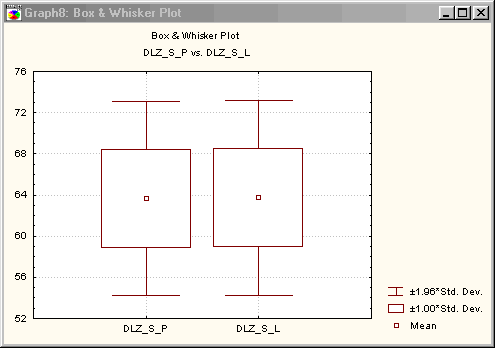 Graph8: Box & Whisker Plot
Box & Whisker Plot
DLZ_S_P vs. DLZ_S_L
76
72
68
64
60
56
52
DLZ_S_P
DLZ_S_L
±1.96*Std. Dev.
±1.00*Std. Dev.
Mean